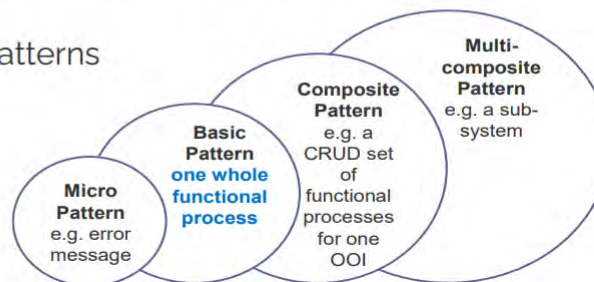 atterns
Micro
Pattern
e.g. error
message
Basic
Pattern
one whole
functional
process
Composite
Pattern
e.g. a
CRUD set
of
functional
processes
for one
OOI
Multi-
composite
Pattern
e.g. a sub-
system